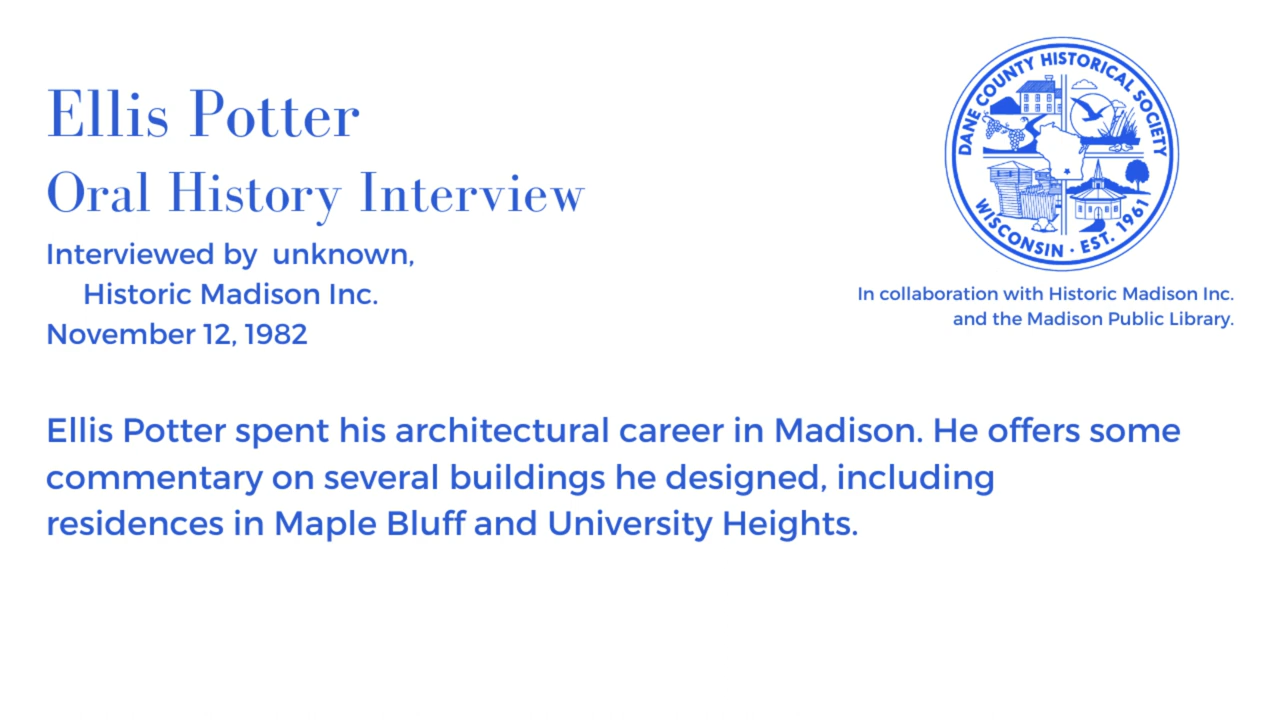 Ellis Potter
Oral History Interview
Interviewed by  unknown,
Historic Madison Inc.
November 12, 1982
DANE COUNTY HISTORICAL SOCIETY
WISCONSIN · EST. 1961
In collaboration with Historic Madison Inc.
and the Madison Public Library.
Ellis Potter spent his architectural career in Madison. He offers some
commentary on several buildings he designed, including
residences in Maple Bluff and University Heights.